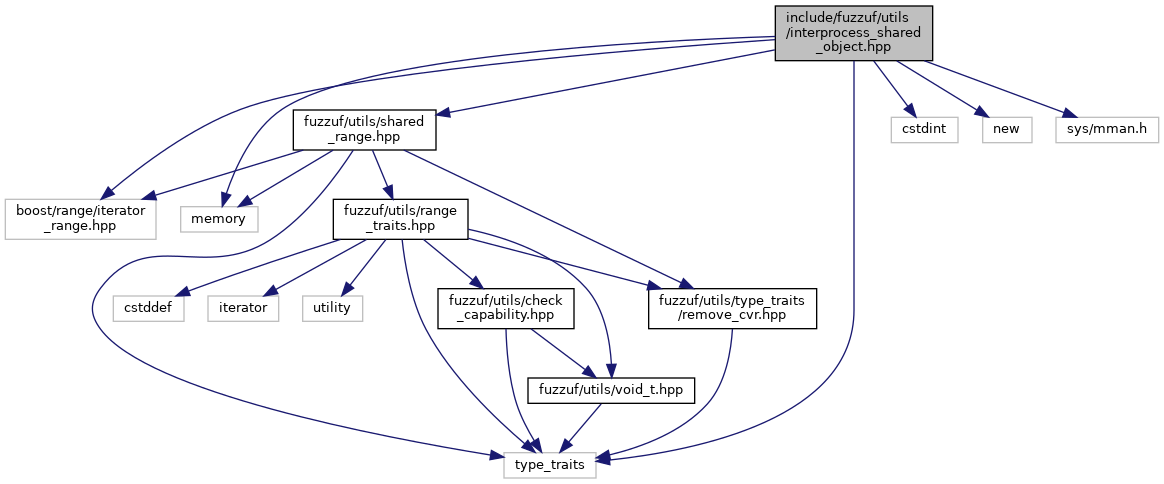 include/fuzzuf/utils
/interprocess_shared
_object.hpp
fuzzuf/utils/shared
_range.hpp
cstdint
new
sys/mman.h
boost/range/iterator
_range.hpp
memory
fuzzuf/utils/range
_traits.hpp
cstddef
iterator
utility
fuzzuf/utils/check
_capability.hpp
fuzzuf/utils/type_traits
/remove_cvr.hpp
fuzzuf/utils/void_t.hpp
type_traits